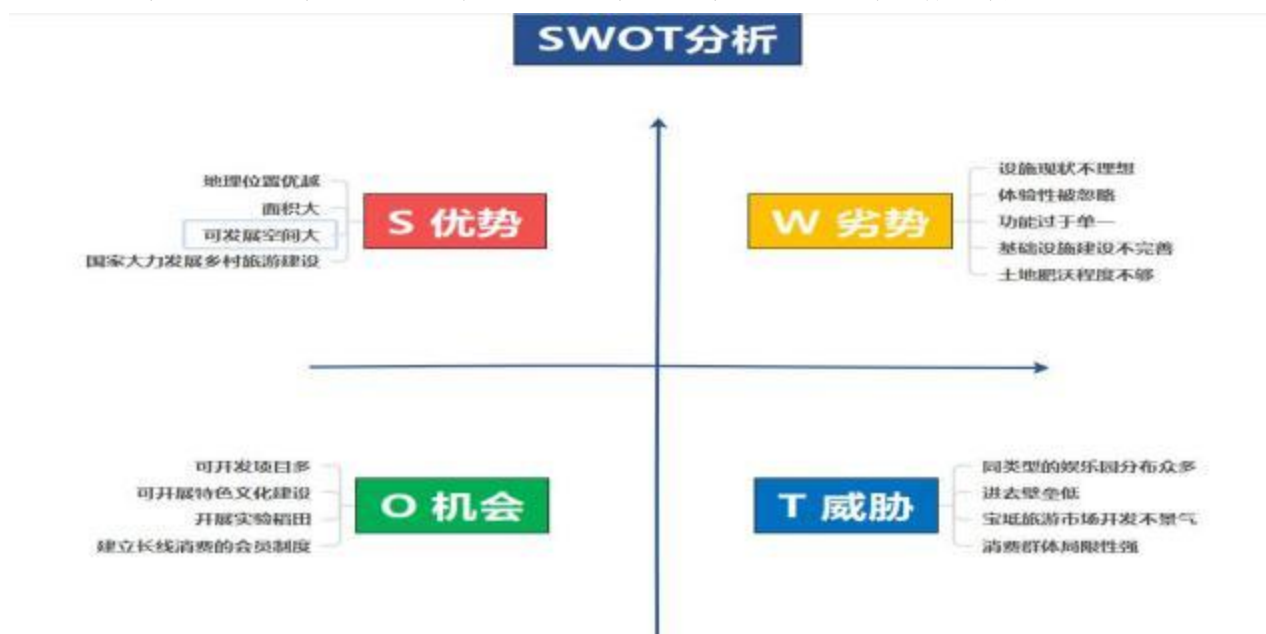 SWOT分析
地理位置优越
面积大
可发展空间大
国家大力发展乡村旅游建设
S 优势
W 劣势
设施现状不理想
体验性被忽略
功能过于单一
基础设施建设不完善
土地肥沃程度不够
可开发项目多
可开展特色文化建设
开展实验稻田
建立长线消费的会员制度
O 机会
T 威胁
同类型的娱乐园分布众多
进去壁垒低
宝坻旅游市场开发不景气
消费群体局限性强